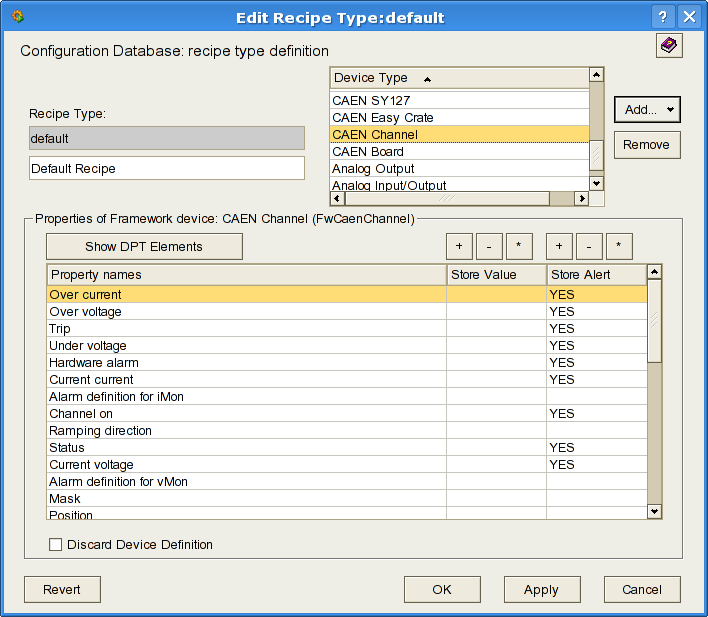 Edit Recipe Type:default
?
Configuration Database: recipe type definition
Device Type
CAEN SY127
CAEN Easy Crate
CAEN Channel
CAEN Board
Analog Output
Analog Input/Output
Add...
Remove
Recipe Type:
default
Default Recipe
Properties of Framework device: CAEN Channel (FwCaenChannel)
Show DPT Elements + - * + - *
Property names Store Value Store Alert
Over current YES
Over voltage YES
Trip YES
Under voltage YES
Hardware alarm YES
Current current YES
Alarm definition for iMon
Channel on YES
Ramping direction
Status YES
Current voltage YES
Alarm definition for vMon
Mask
Position
Discard Device Definition
Revert OK Apply Cancel